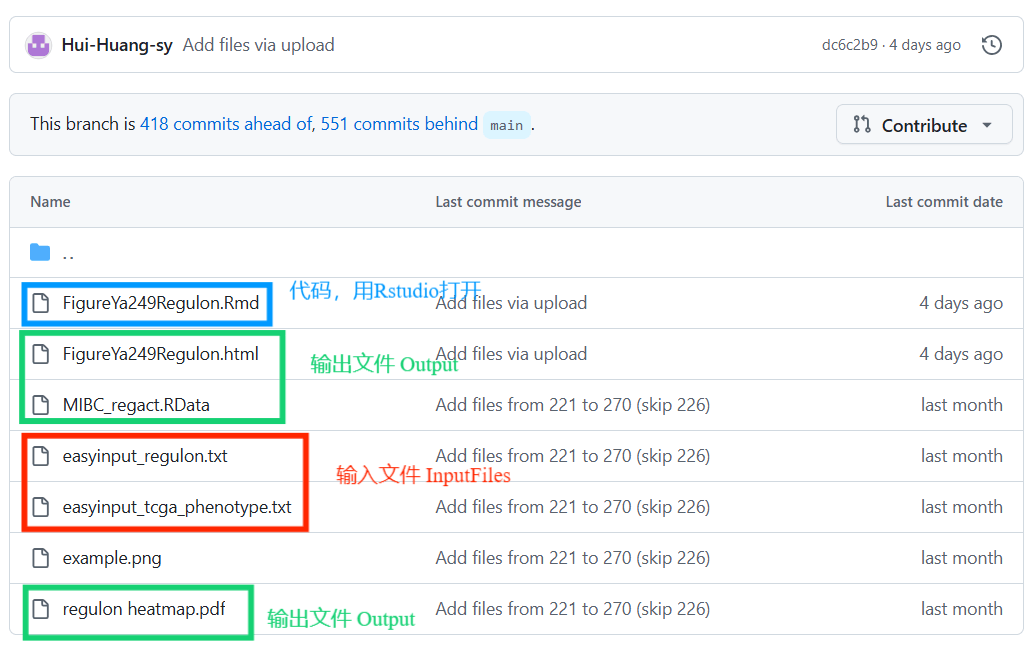 Hui-Huang-sy Add files via upload dc6c2b9 · 4 days ago
This branch is 418 commits ahead of, 551 commits behind main . Contribute
Name Last commit message Last commit date
..
FigureYa249Regulon.Rmd 代码，用Rstudio打开 Add files via upload 4 days ago
FigureYa249Regulon.html 输出文件 Output Add files via upload 4 days ago
MIBC_regact.RData Add files from 221 to 270 (skip 226) last month
easyinput_regulon.txt Add files from 221 to 270 (skip 226) last month
输入文件 InputFiles
easyinput_tcga_phenotype.txt Add files from 221 to 270 (skip 226) last month
example.png Add files from 221 to 270 (skip 226) last month
regulon heatmap.pdf 输出文件 Output Add files from 221 to 270 (skip 226) last month